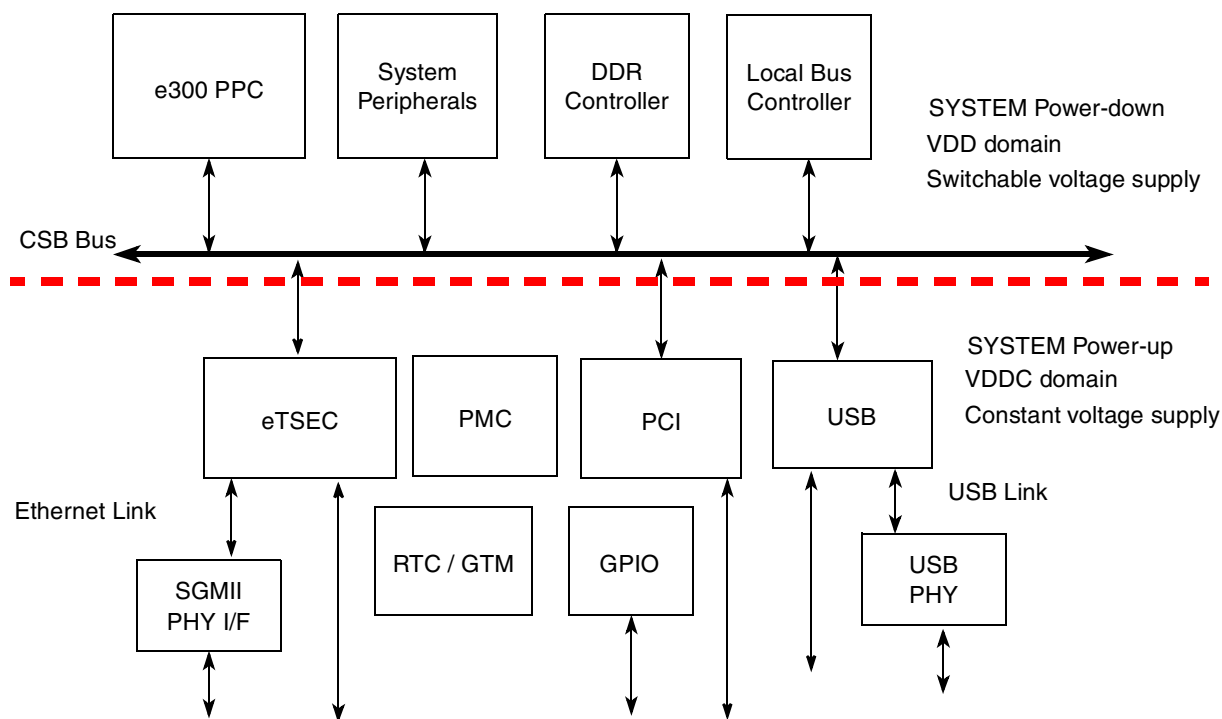 e300 PPC
System
Peripherals
DDR
Controller
Local Bus
Controller
SYSTEM Power-down
VDD domain
Switchable voltage supply
CSB Bus
SYSTEM Power-up
VDDC domain
Constant voltage supply
eTSEC
PMC
PCI
USB
Ethernet Link
USB Link
RTC / GTM
GPIO
SGMII
PHY I/F
USB
PHY